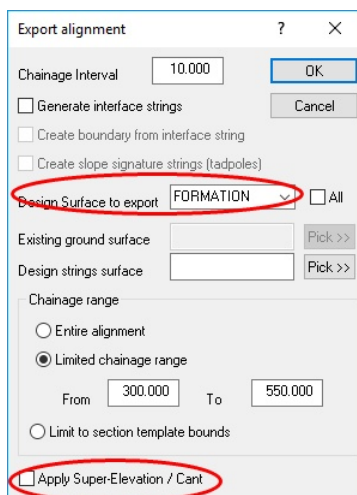 Export alignment ? ×
Chainage Interval 10.000 OK
Generate interface strings Cancel
Create boundary from interface string
Create slope signature strings (tadpoles)
Design Surface to export FORMATION All
Existing ground surface Pick >>
Design strings surface Pick >>
Chainage range
Entire alignment
Limited chainage range
From 300.000 To 550.000
Limit to section template bounds
Apply Super-Elevation / Cant